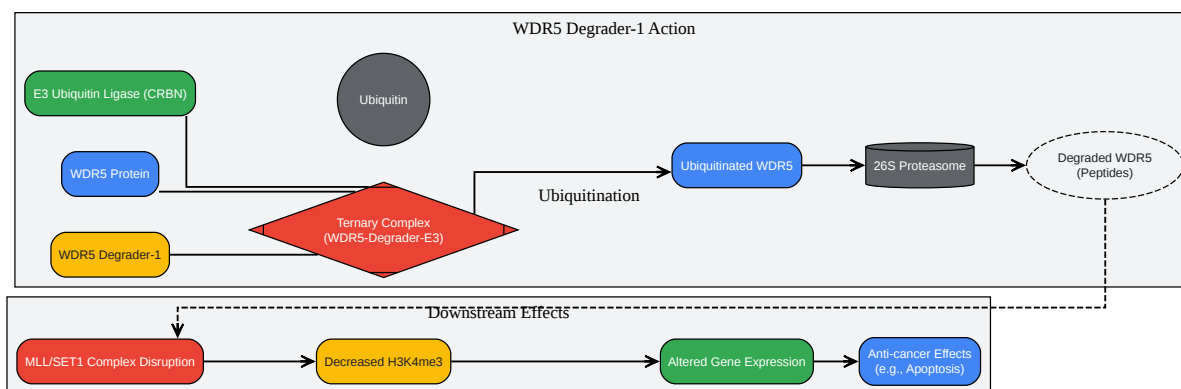 WDR5 Degrader-1 Action
E3 Ubiquitin Ligase (CRBN)
Ubiquitin
WDR5 Protein
WDR5 Degrader-1
Ternary Complex
(WDR5-Degrader-E3)
Ubiquitination
Ubiquitinated WDR5
26S Proteasome
Degraded WDR5
(Peptides)
Downstream Effects
MLL/SET1 Complex Disruption
Decreased H3K4me3
Altered Gene Expression
Anti-cancer Effects
(e.g., Apoptosis)